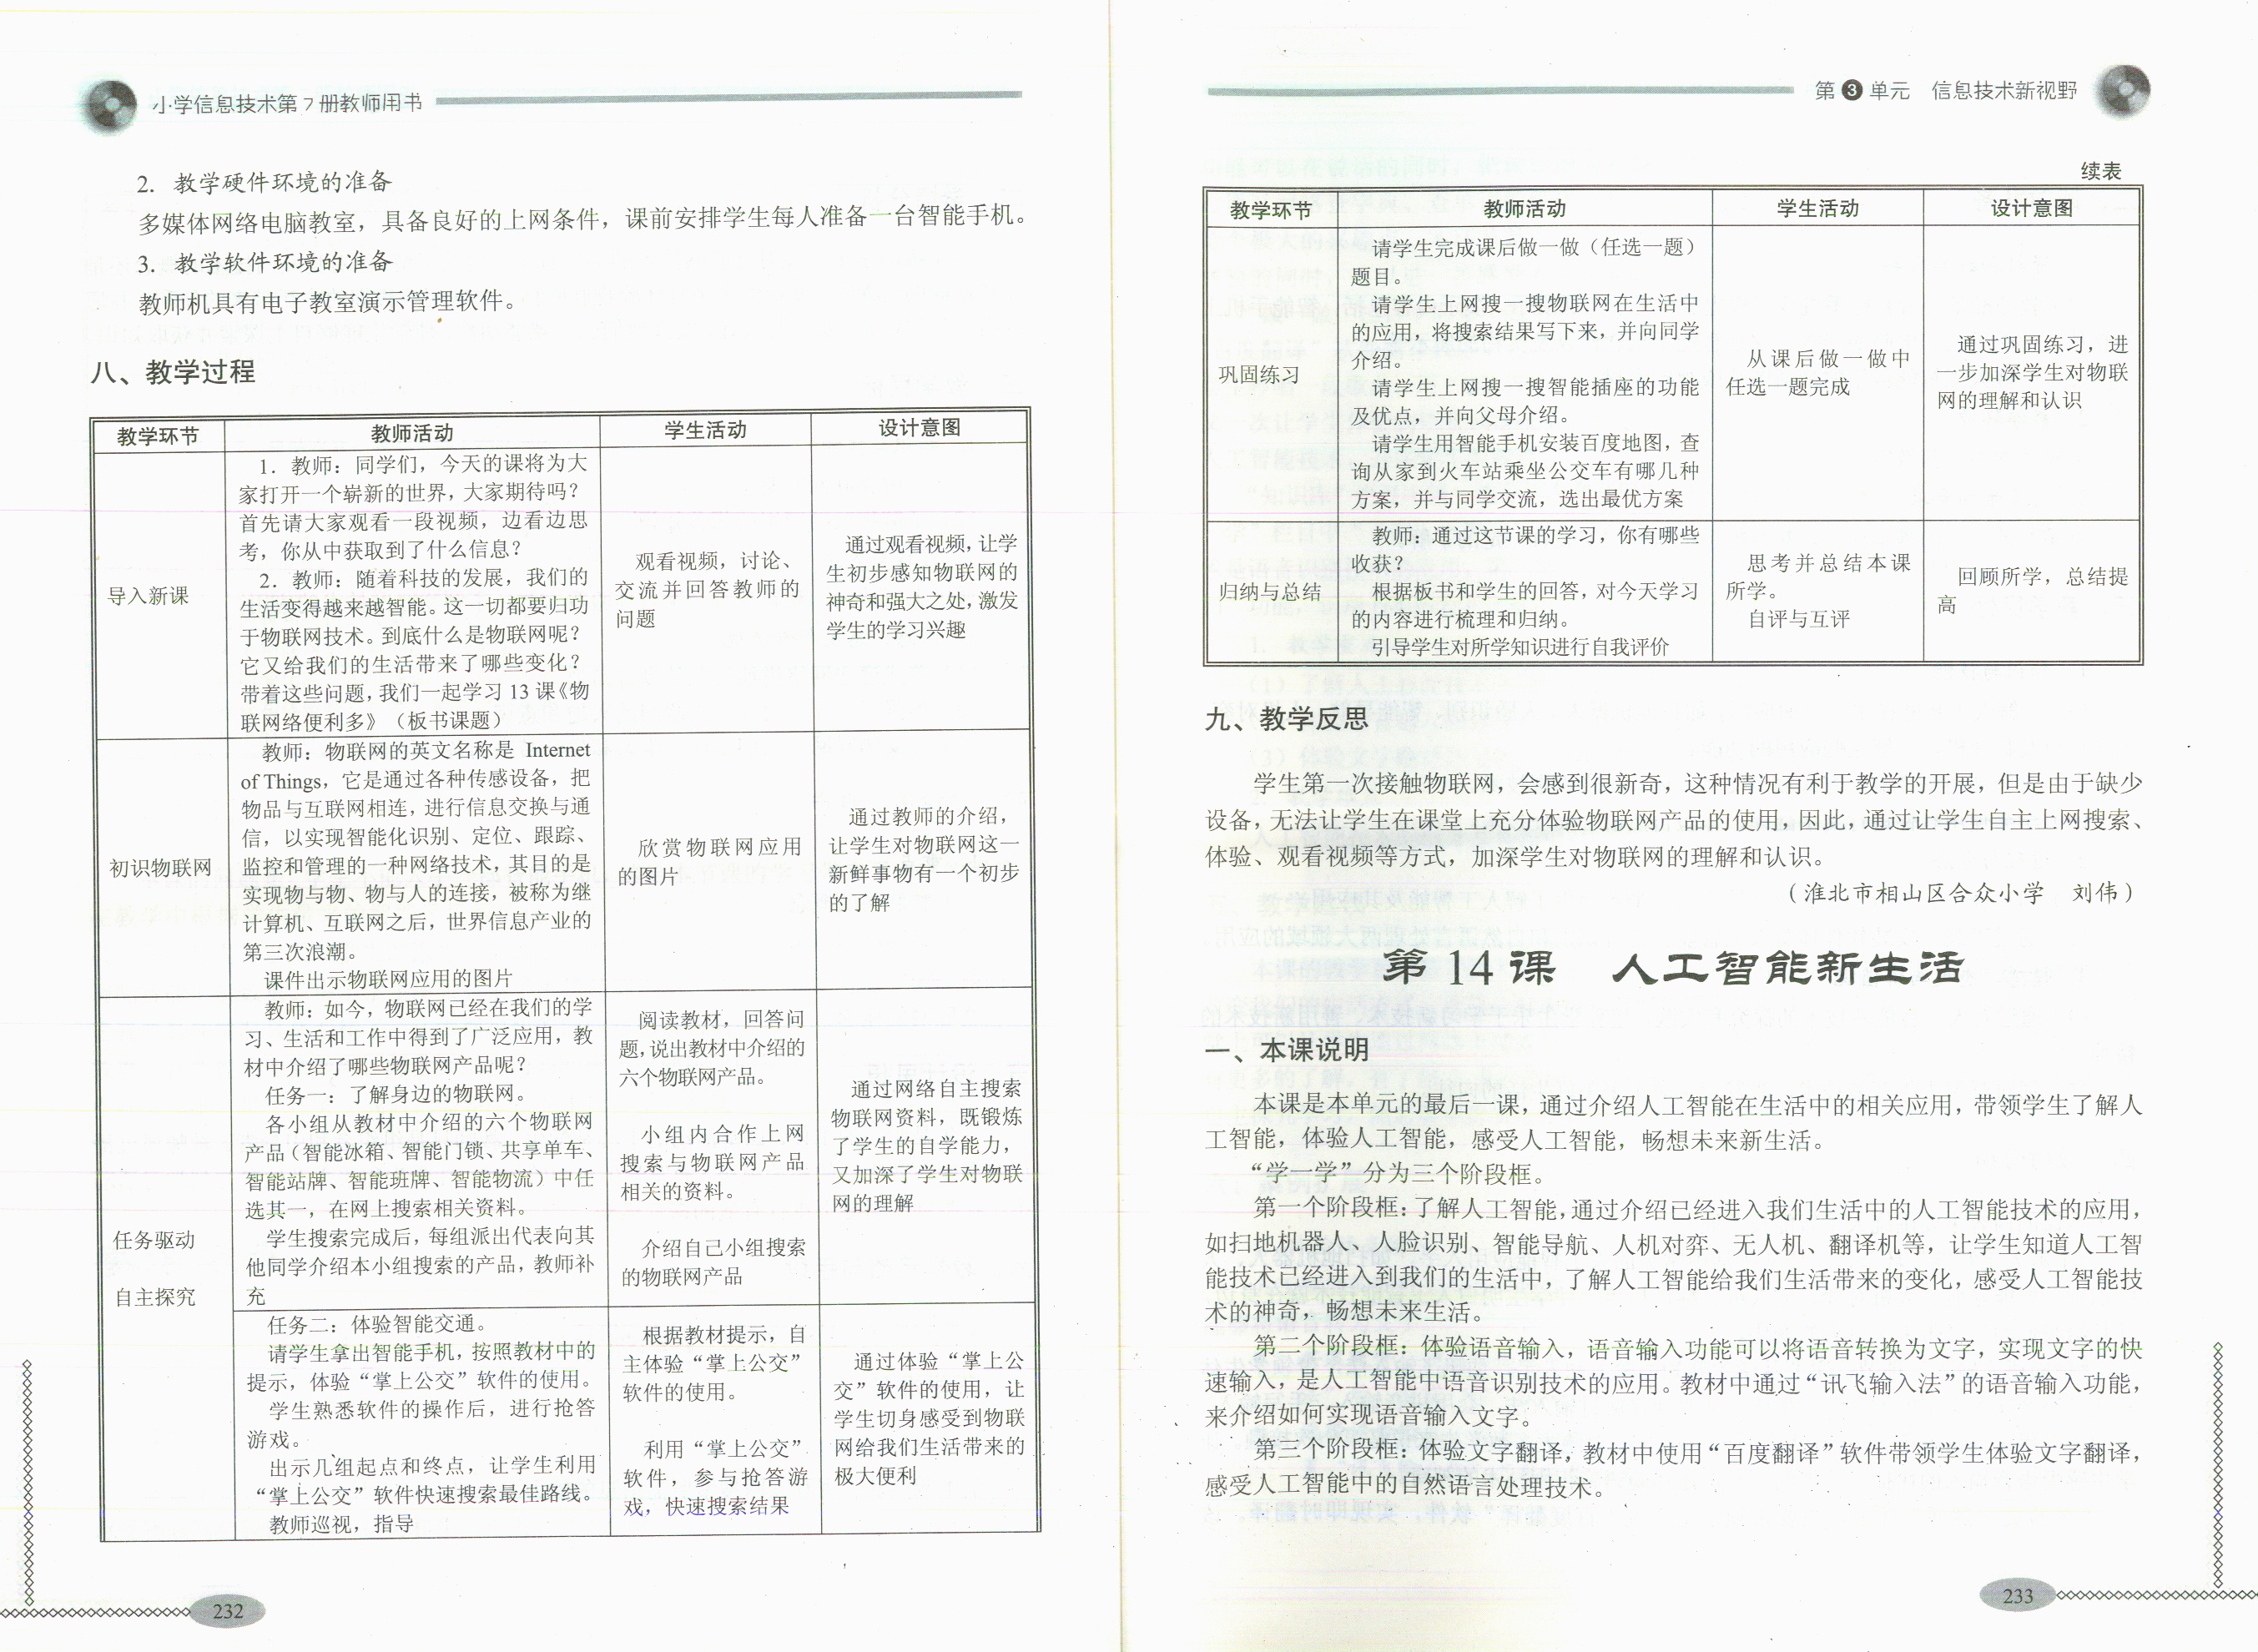 小学信息技术第7册教师用书
2. 教学硬件环境的准备
多媒体网络电脑教室，具备良好的上网条件，课前安排学生每人准备一台智能手机。
3. 教学软件环境的准备
教师机具有电子教室演示管理软件。
八、教学过程
教学环节 教师活动 学生活动 设计意图
导入新课
1. 教师：同学们，今天的课将为大
家打开一个崭新的世界，大家期待吗？
首先请大家观看一段视频，边看边思
考，你从中获取到了什么信息？
2. 教师：随着科技的发展，我们的
生活变得越来越智能。这一切都要归功
于物联网技术。到底什么是物联网呢？
它又给我们的生活带来了哪些变化？
带着这些问题，我们一起学习13课《物
联网络便利多》（板书课题）
观看视频，讨论、
交流并回答教师的
问题
通过观看视频，让学
生初步感知物联网的
神奇和强大之处，激发
学生的学习兴趣
初识物联网
教师：物联网的英文名称是 Internet
of Things，它是通过各种传感设备，把
物品与互联网相连，进行信息交换与通
信，以实现智能化识别、定位、跟踪、
监控和管理的一种网络技术，其目的是
实现物与物、物与人的连接，被称为继
计算机、互联网之后，世界信息产业的
第三次浪潮。
课件出示物联网应用的图片
欣赏物联网应用
的图片
通过教师的介绍，
让学生对物联网这一
新鲜事物有一个初步
的了解
任务驱动
自主探究
教师：如今，物联网已经在我们的学
习、生活和工作中得到了广泛应用，教
材中介绍了哪些物联网产品呢？
任务一：了解身边的物联网。
各小组从教材中介绍的六个物联网
产品（智能冰箱、智能门锁、共享单车、
智能站牌、智能班牌、智能物流）中任
选其一，在网上搜索相关资料。
学生搜索完成后，每组派出代表向其
他同学介绍本小组搜索的产品，教师补
充
阅读教材，回答问
题，说出教材中介绍的
六个物联网产品。
小组内合作上网
搜索与物联网产品
相关的资料。
介绍自己小组搜索
的物联网产品
通过网络自主搜索
物联网资料，既锻炼
了学生的自学能力，
又加深了学生对物联
网的理解
任务二：体验智能交通。
请学生拿出智能手机，按照教材中的
提示，体验“掌上公交”软件的使用。
学生熟悉软件的操作后，进行抢答
游戏。
出示几组起点和终点，让学生利用
“掌上公交”软件快速搜索最佳路线。
教师巡视，指导
根据教材提示，自
主体验“掌上公交”
软件的使用。
利用“掌上公交”
软件，参与抢答游
戏，快速搜索结果
通过体验“掌上公
交”软件的使用，让
学生切身感受到物联
网给我们生活带来的
极大便利
232
第3单元 信息技术新视野
续表
教学环节 教师活动 学生活动 设计意图
巩固练习
请学生完成课后做一做（任选一题）
题目。
请学生上网搜一搜物联网在生活中
的应用，将搜索结果写下来，并向同学
介绍。
请学生上网搜一搜智能插座的功能
及优点，并向父母介绍。
请学生用智能手机安装百度地图，查
询从家到火车站乘坐公交车有哪几种
方案，并与同学交流，选出最优方案
从课后做一做中
任选一题完成
通过巩固练习，进
一步加深学生对物联
网的理解和认识
归纳与总结
教师：通过这节课的学习，你有哪些
收获？
根据板书和学生的回答，对今天学习
的内容进行梳理和归纳。
引导学生对所学知识进行自我评价
思考并总结本课
所学。
自评与互评
回顾所学，总结提
高
九、教学反思
学生第一次接触物联网，会感到很新奇，这种情况有利于教学的开展，但是由于缺少
设备，无法让学生在课堂上充分体验物联网产品的使用，因此，通过让学生自主上网搜索、
体验、观看视频等方式，加深学生对物联网的理解和认识。
（淮北市相山区合众小学 刘伟）
第14课 人工智能新生活
一、本课说明
本课是本单元的最后一课，通过介绍人工智能在生活中的相关应用，带领学生了解人
工智能，体验人工智能，感受人工智能，畅想未来新生活。
“学一学”分为三个阶段框。
第一个阶段框：了解人工智能，通过介绍已经进入我们生活中的人工智能技术的应用，
如扫地机器人、人脸识别、智能导航、人机对弈、无人机、翻译机等，让学生知道人工智
能技术已经进入到我们的生活中，了解人工智能给我们生活带来的变化，感受人工智能技
术的神奇，畅想未来生活。
第二个阶段框：体验语音输入，语音输入功能可以将语音转换为文字，实现文字的快
速输入，是人工智能中语音识别技术的应用。教材中通过“讯飞输入法”的语音输入功能，
来介绍如何实现语音输入文字。
第三个阶段框：体验文字翻译，教材中使用“百度翻译”软件带领学生体验文字翻译，
感受人工智能中的自然语言处理技术。
233